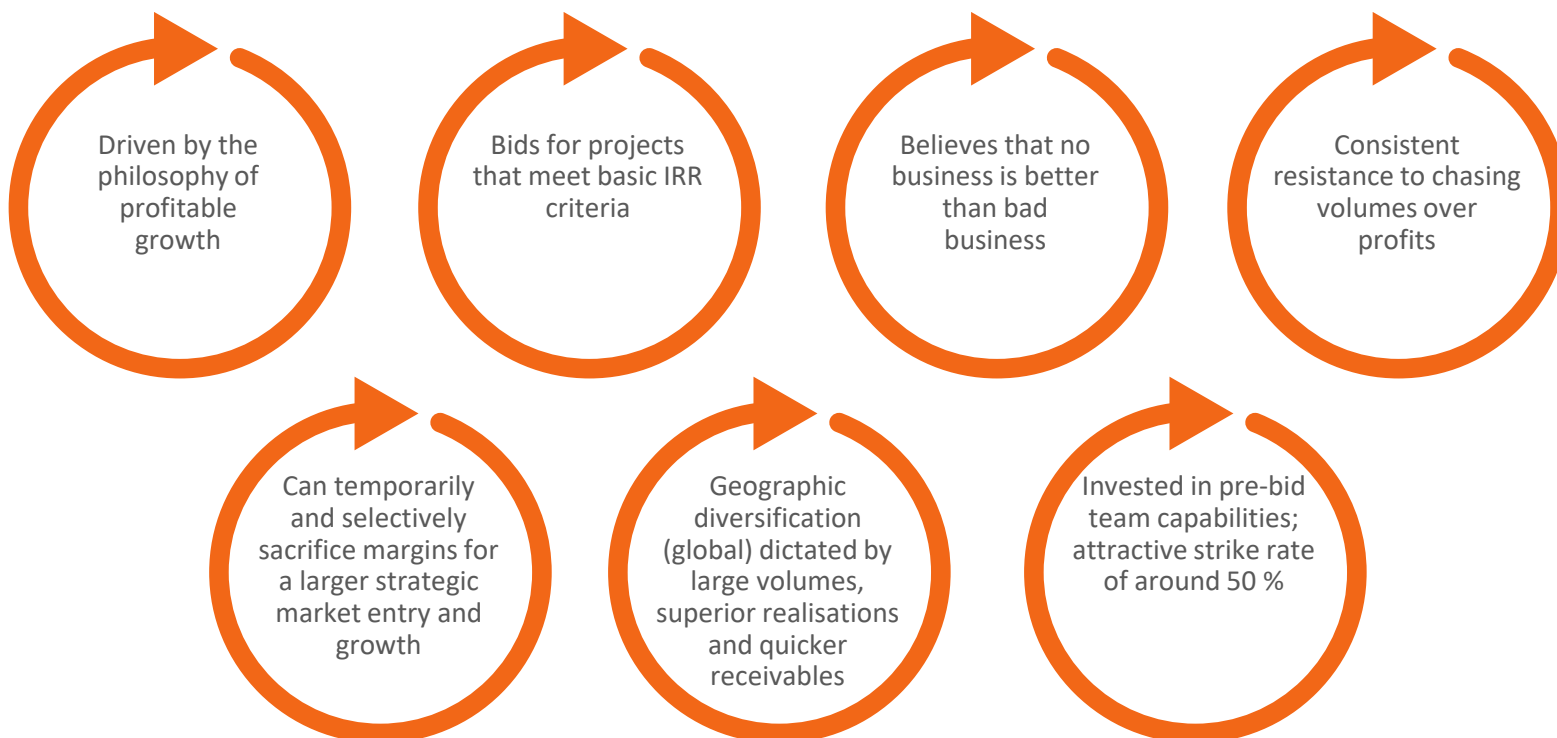 Driven by the
philosophy of
profitable
growth
Bids for projects
that meet basic IRR
criteria
Believes that no
business is better
than bad
business
Consistent
resistance to chasing
volumes over
profits
Can temporarily
and selectively
sacrifice margins for
a larger strategic
market entry and
growth
Geographic
diversification
(global) dictated by
large volumes,
superior realisations
and quicker
receivables
Invested in pre-bid
team capabilities;
attractive strike rate
of around 50 %